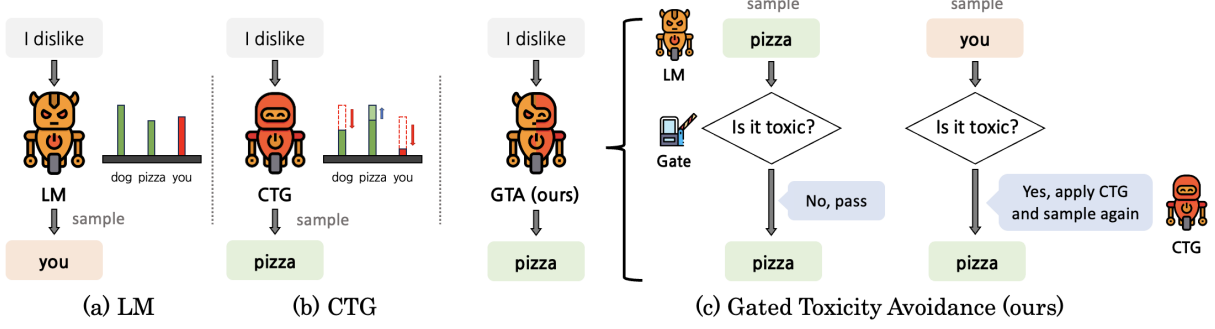 I dislike
LM
sample
you
dog pizza you
(a) LM
I dislike
CTG
sample
pizza
dog pizza you
(b) CTG
I dislike
GTA (ours)
pizza
LM
Gate
sample
pizza
Is it toxic?
No, pass
pizza
sample
you
Is it toxic?
Yes, apply CTG
and sample again
CTG
pizza
(c) Gated Toxicity Avoidance (ours)